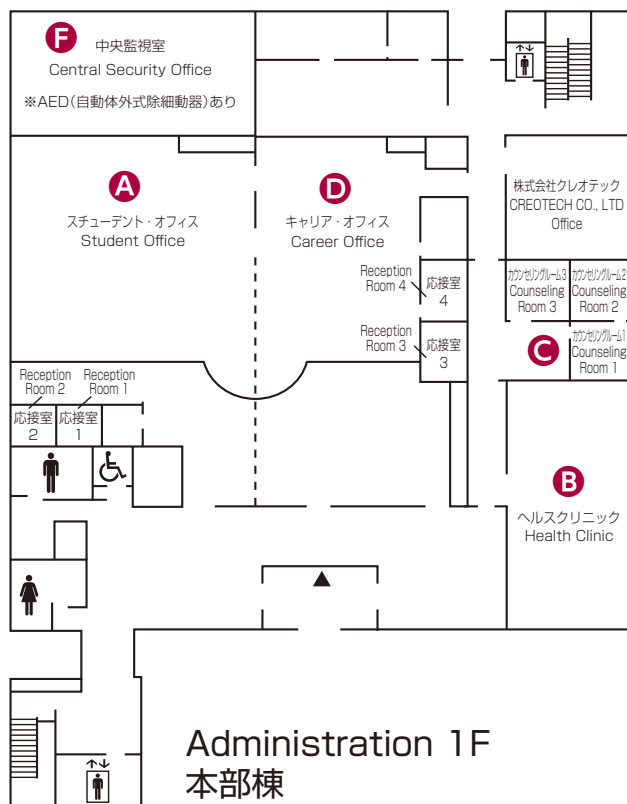 F
中央監視室
Central Security Office
※AED(自動体外式除細動器)あり
A
スチューデント・オフィス
Student Office
D
キャリア・オフィス
Career Office
株式会社クレオテック
CREOTECH CO., LTD
Office
Reception
Room 4
応接室
4
カウンセリングルーム3
Counseling
Room 3
カウンセリングルーム2
Counseling
Room 2
Reception
Room 3
応接室
3
C
カウンセリングルーム1
Counseling
Room 1
Reception
Room 2
Reception
Room 1
応接室
2
応接室
1
B
ヘルスクリニック
Health Clinic
Administration 1F
本部棟